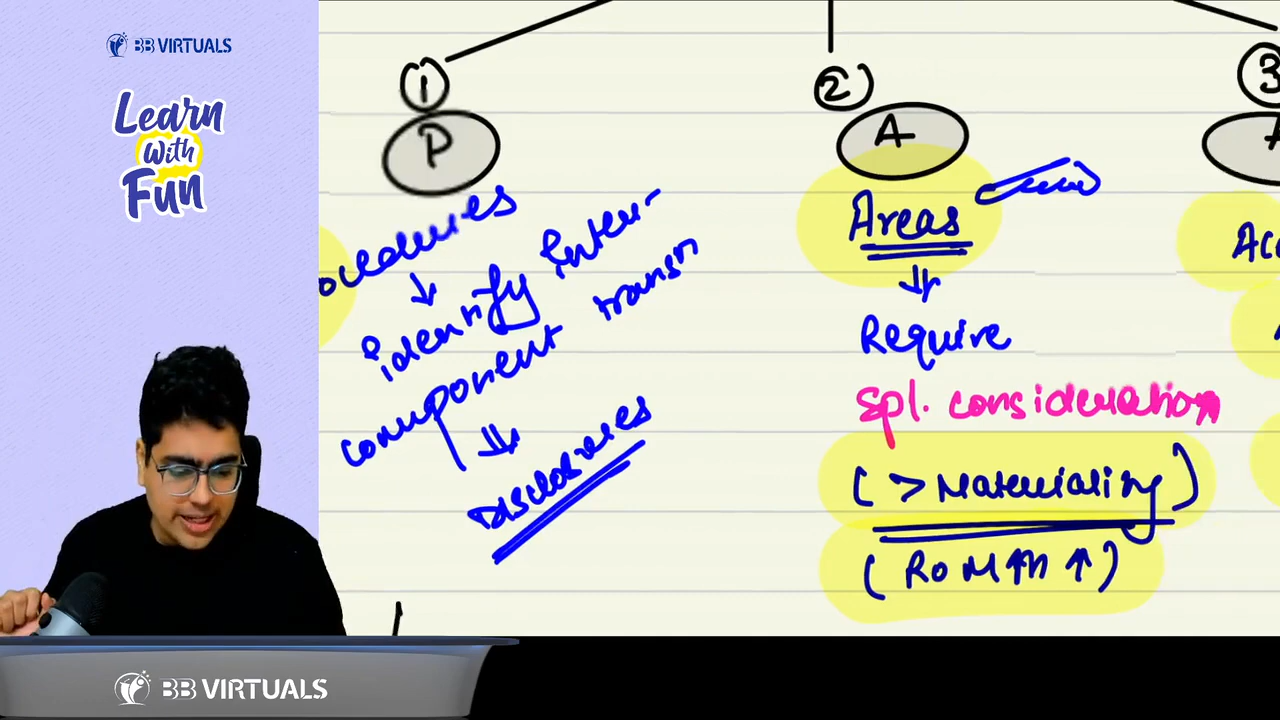 BB VIRTUALS
Learn
With
Fun
1
P
ocedures
↓
identify inter-
component transn
⇓
Disclosures
2
A
Areas
⇓
Require
Spl. consideration
(> Materiality)
(RoMM ↑)
3
A
Acc
BB VIRTUALS